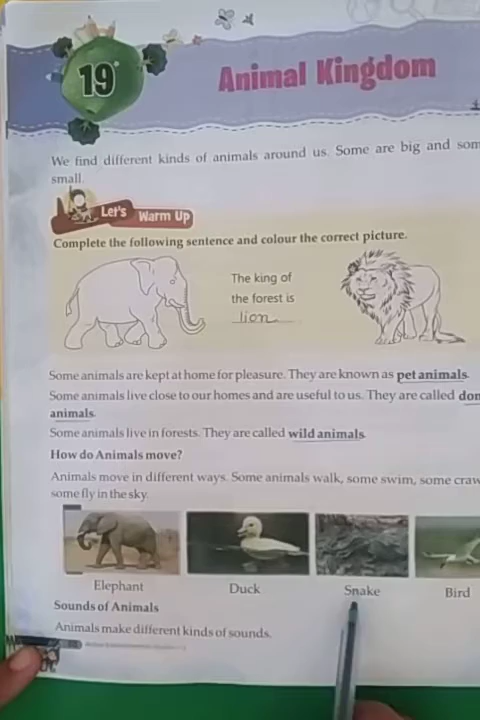 19
Animal Kingdom
We find different kinds of animals around us. Some are big and
small.
Let's Warm Up
Complete the following sentence and colour the correct picture.
The king of
the forest is
lion
Some animals are kept at home for pleasure. They are known as pet animals.
Some animals live close to our homes and are useful to us. They are called
animals.
Some animals live in forests. They are called wild animals.
How do Animals move?
Animals move in different ways. Some animals walk, some swim, some
some fly in the sky.
Elephant Duck Snake Bird
Sounds of Animals
Animals make different kinds of sounds.